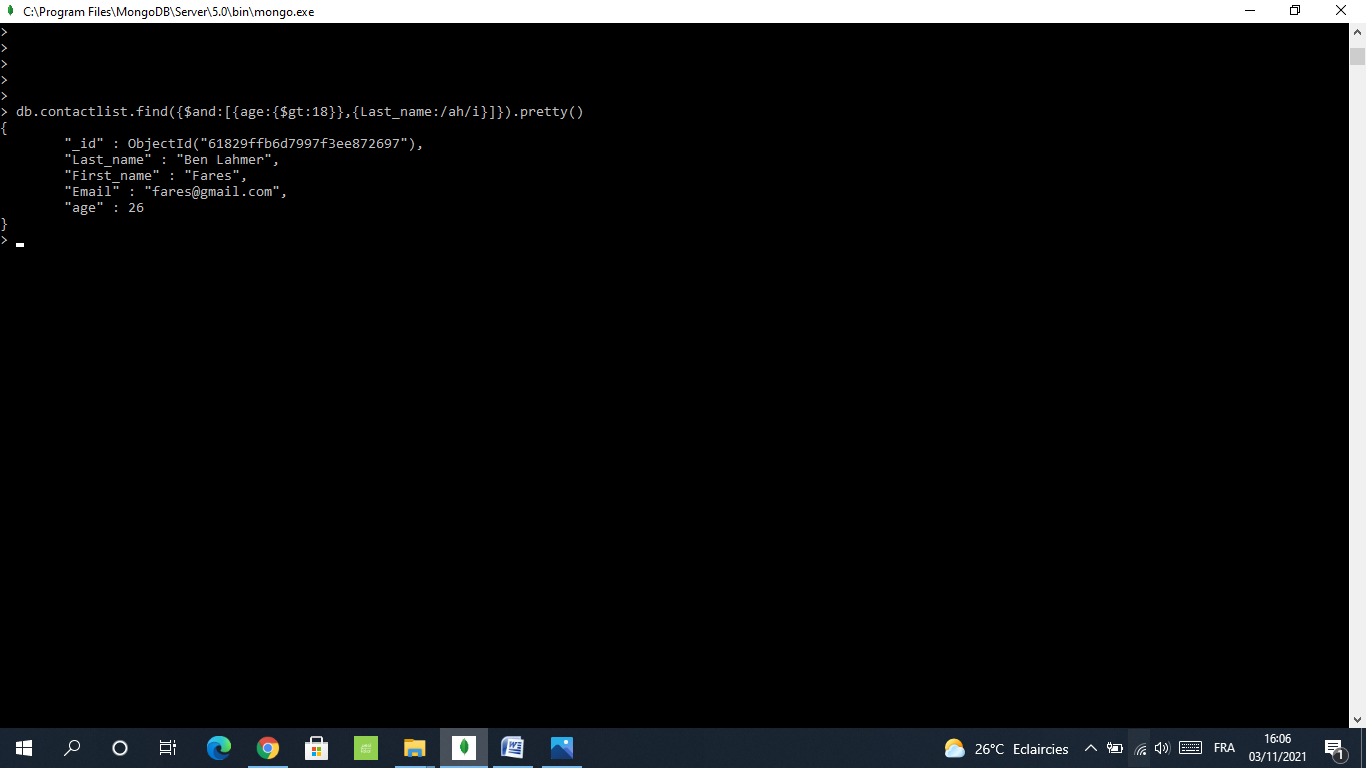 C:\Program Files\MongoDB\Server\5.0\bin\mongo.exe
>
>
>
>
>
> db.contactlist.find({$and:[{age:{$gt:18}},{Last_name:/ah/i}]}).pretty()
{
        "_id" : ObjectId("61829ffb6d7997f3ee872697"),
        "Last_name" : "Ben Lahmer",
        "First_name" : "Fares",
        "Email" : "fares@gmail.com",
        "age" : 26
}
>
26°C Eclaircies
FRA
16:06
03/11/2021
1